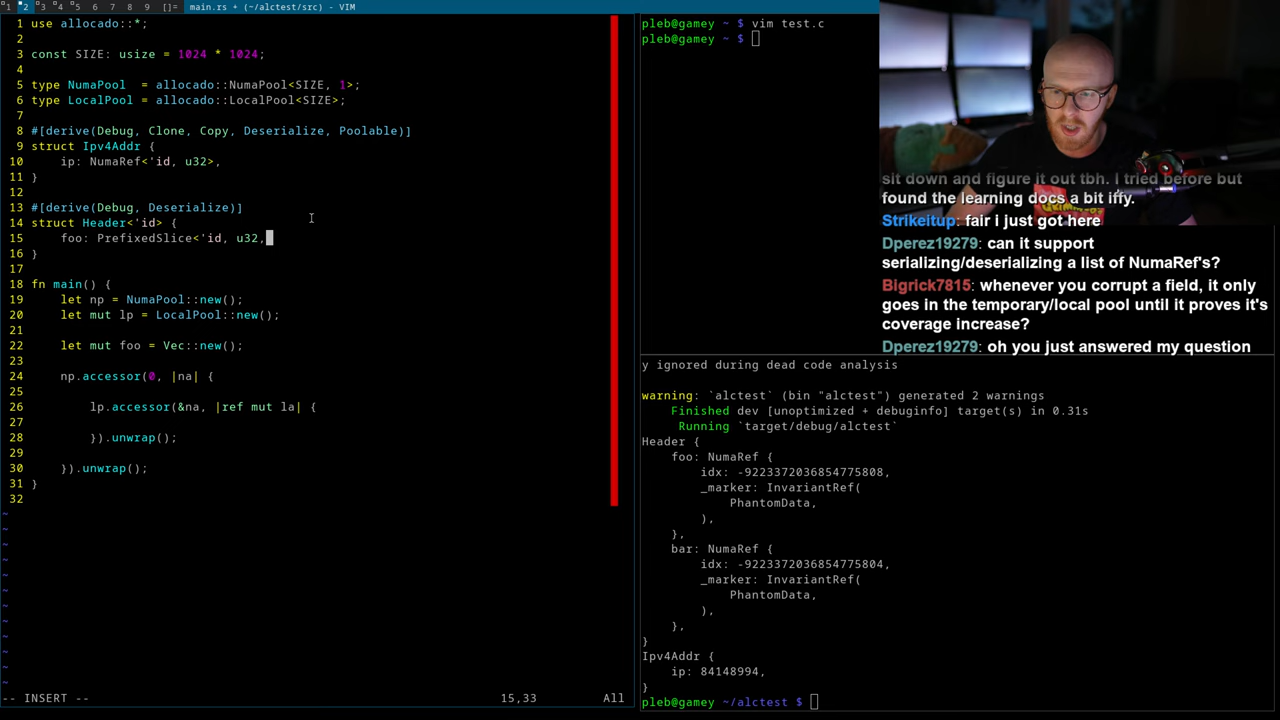 1 2 3 4 5 6 7 8 9 []= main.rs + (~/alctest/src) - VIM
1 use allocado::*;
2
3 const SIZE: usize = 1024 * 1024;
4
5 type NumaPool  = allocado::NumaPool<SIZE, 1>;
6 type LocalPool = allocado::LocalPool<SIZE>;
7
8 #[derive(Debug, Clone, Copy, Deserialize, Poolable)]
9 struct Ipv4Addr {
10     ip: NumaRef<'id, u32>,
11 }
12
13 #[derive(Debug, Deserialize)]
14 struct Header<'id> {
15     foo: PrefixedSlice<'id, u32,
16 }
17
18 fn main() {
19     let np = NumaPool::new();
20     let mut lp = LocalPool::new();
21
22     let mut foo = Vec::new();
23
24     np.accessor(0, |na| {
25
26         lp.accessor(&na, |ref mut la| {
27
28         }).unwrap();
29
30     }).unwrap();
31 }
32
~
~
~
~
~
~
~
~
~
~
~
~
-- INSERT -- 15,33 All
pleb@gamey ~ $ vim test.c
pleb@gamey ~ $
sit down and figure it out tbh. I tried before but
found the learning docs a bit iffy.
Strikeitup: fair i just got here
Dperez19279: can it support
serializing/deserializing a list of NumaRef's?
Bigrick7815: whenever you corrupt a field, it only
goes in the temporary/local pool until it proves it's
coverage increase?
Dperez19279: oh you just answered my question
y ignored during dead code analysis
warning: `alctest` (bin "alctest") generated 2 warnings
    Finished dev [unoptimized + debuginfo] target(s) in 0.31s
     Running `target/debug/alctest`
Header {
    foo: NumaRef {
        idx: -9223372036854775808,
        _marker: InvariantRef(
            PhantomData,
        ),
    },
    bar: NumaRef {
        idx: -9223372036854775804,
        _marker: InvariantRef(
            PhantomData,
        ),
    },
}
Ipv4Addr {
    ip: 84148994,
}
pleb@gamey ~/alctest $